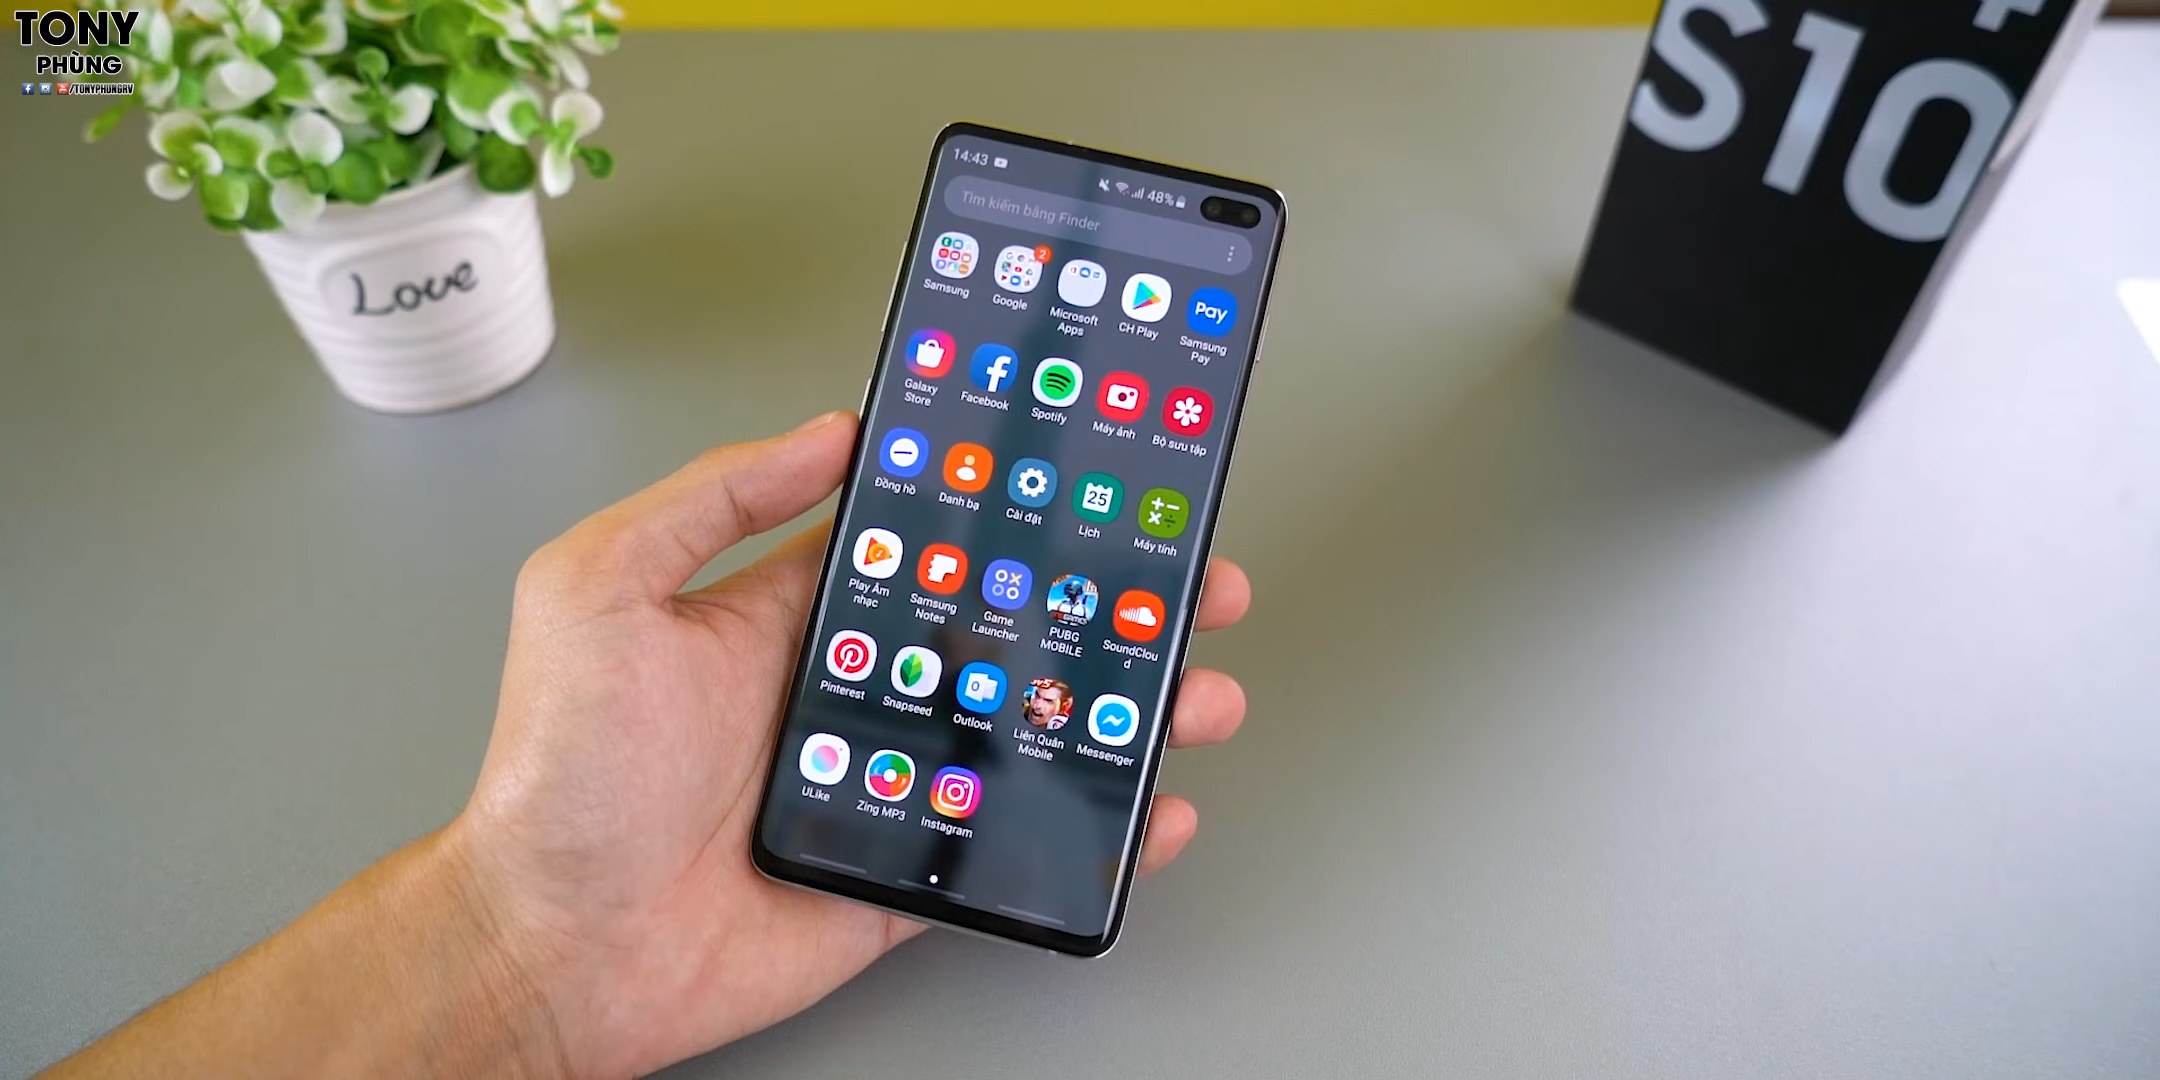 TONY
PHÙNG
/TONYPHUNGRV
Love
S10+
14:43
48%
Tìm kiếm bằng Finder
2
Samsung
Google
Microsoft
Apps
CH Play
Pay
Samsung
Pay
Galaxy
Store
Facebook
Spotify
Máy ảnh
Bộ sưu tập
Đồng hồ
Danh bạ
Cài đặt
25
Lịch
Máy tính
Play Âm
nhạc
Samsung
Notes
Game
Launcher
PUBG
MOBILE
SoundClou
d
Pinterest
Snapseed
Outlook
Liên Quân
Mobile
Messenger
ULike
Zing MP3
Instagram